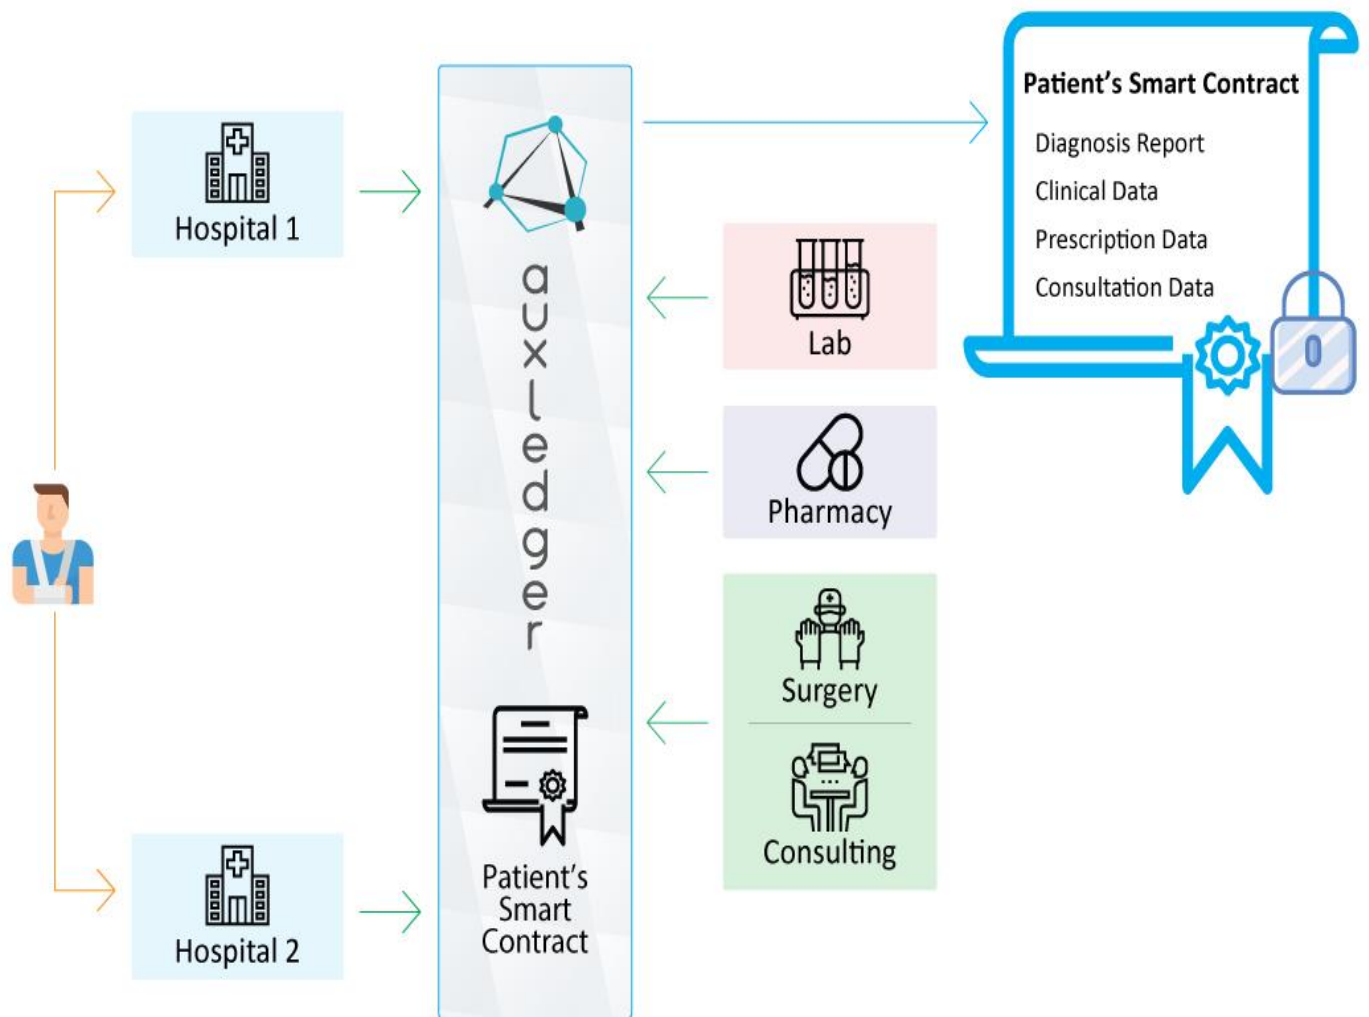 Hospital 1
auxledger
Patient's
Smart
Contract
Hospital 2
Lab
Pharmacy
Surgery
Consulting
Patient's Smart Contract
Diagnosis Report
Clinical Data
Prescription Data
Consultation Data